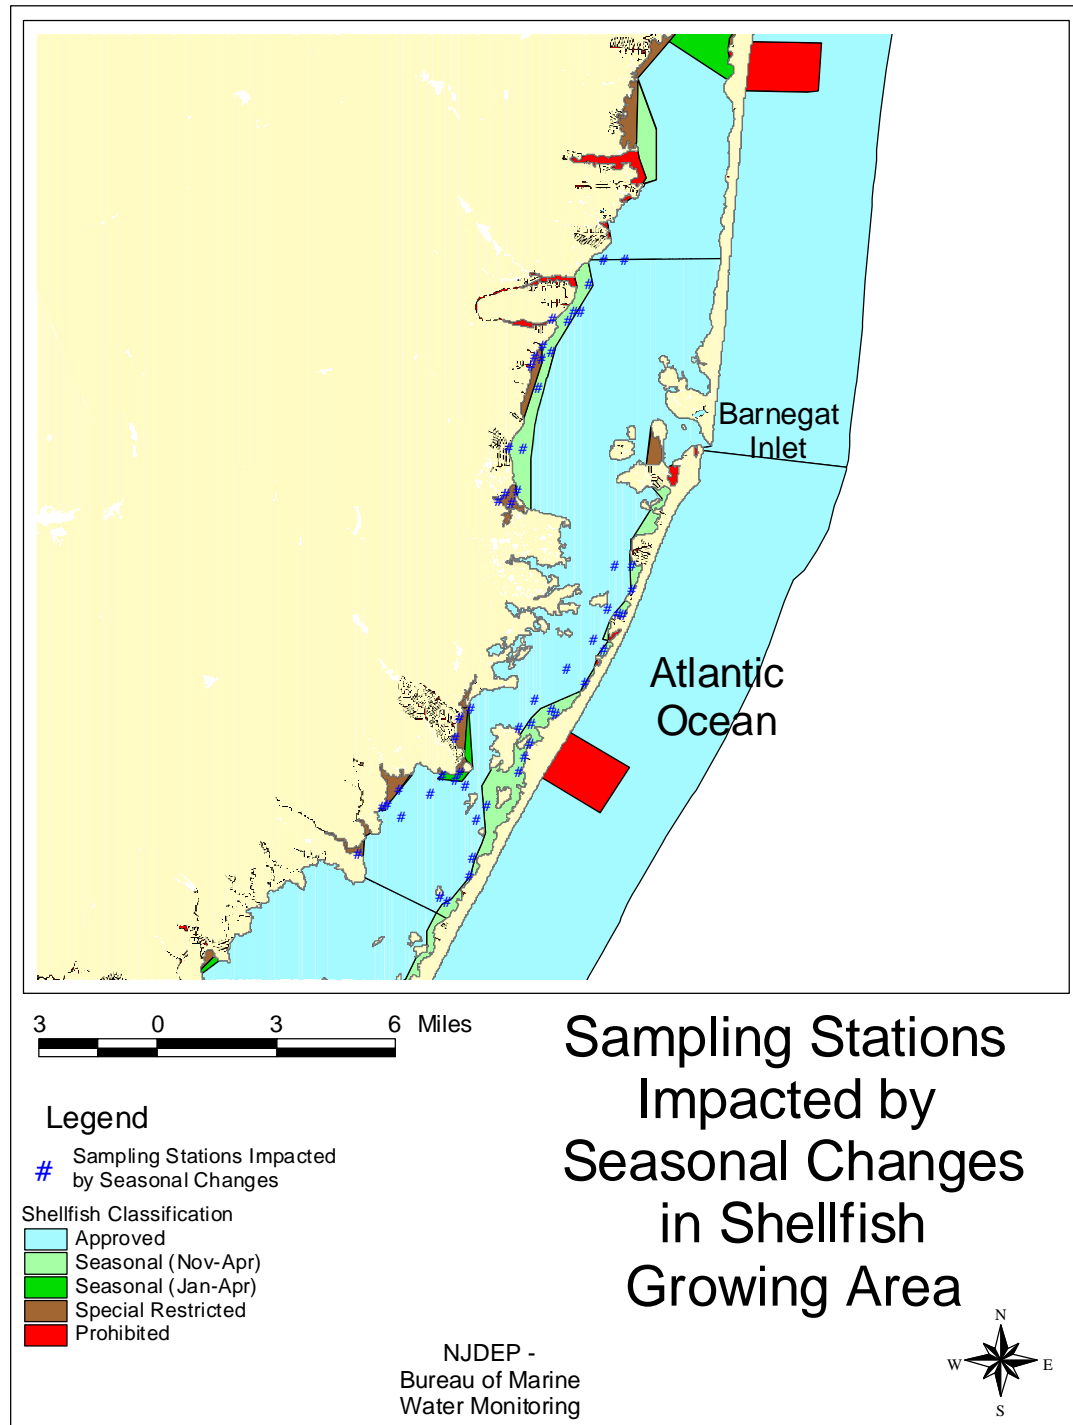 Barnegat
Inlet
Atlantic
Ocean
3 0 3 6 Miles
Sampling Stations
Impacted by
Seasonal Changes
in Shellfish
Growing Area
Legend
# Sampling Stations Impacted
by Seasonal Changes
Shellfish Classification
Approved
Seasonal (Nov-Apr)
Seasonal (Jan-Apr)
Special Restricted
Prohibited
NJDEP -
Bureau of Marine
Water Monitoring
N
W E
S